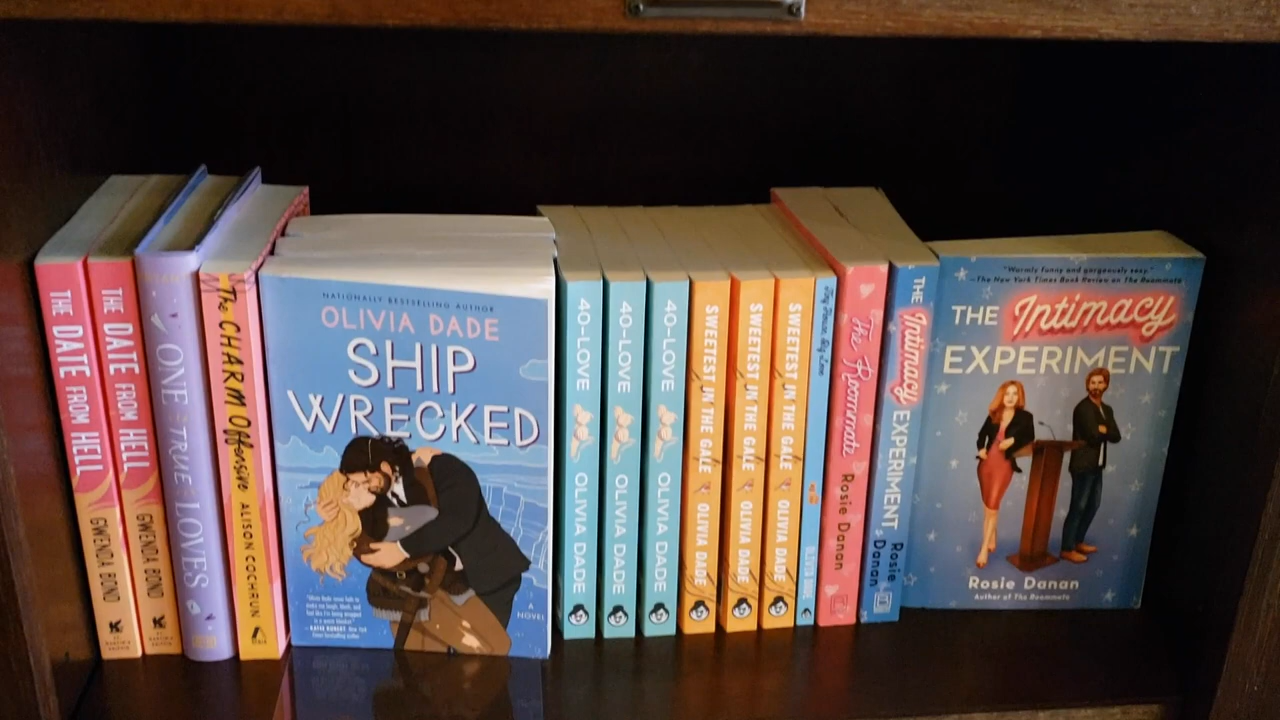 THE DATE FROM HELL GWENDA BOND
THE DATE FROM HELL GWENDA BOND
ONE TRUE LOVES
The CHARM Offensive ALISON COCHRUN
NATIONALLY BESTSELLING AUTHOR
OLIVIA DADE
SHIP
WRECKED
A
NOVEL
40-LOVE OLIVIA DADE
40-LOVE OLIVIA DADE
40-LOVE OLIVIA DADE
SWEETEST IN THE GALE OLIVIA DADE
SWEETEST IN THE GALE OLIVIA DADE
SWEETEST IN THE GALE OLIVIA DADE
The Roommate Rosie Danan
THE Intimacy EXPERIMENT Rosie Danan
"Warmly funny and gorgeously sexy."
—The New York Times Book Review on The Roommate
THE Intimacy
EXPERIMENT
Rosie Danan
Author of The Roommate